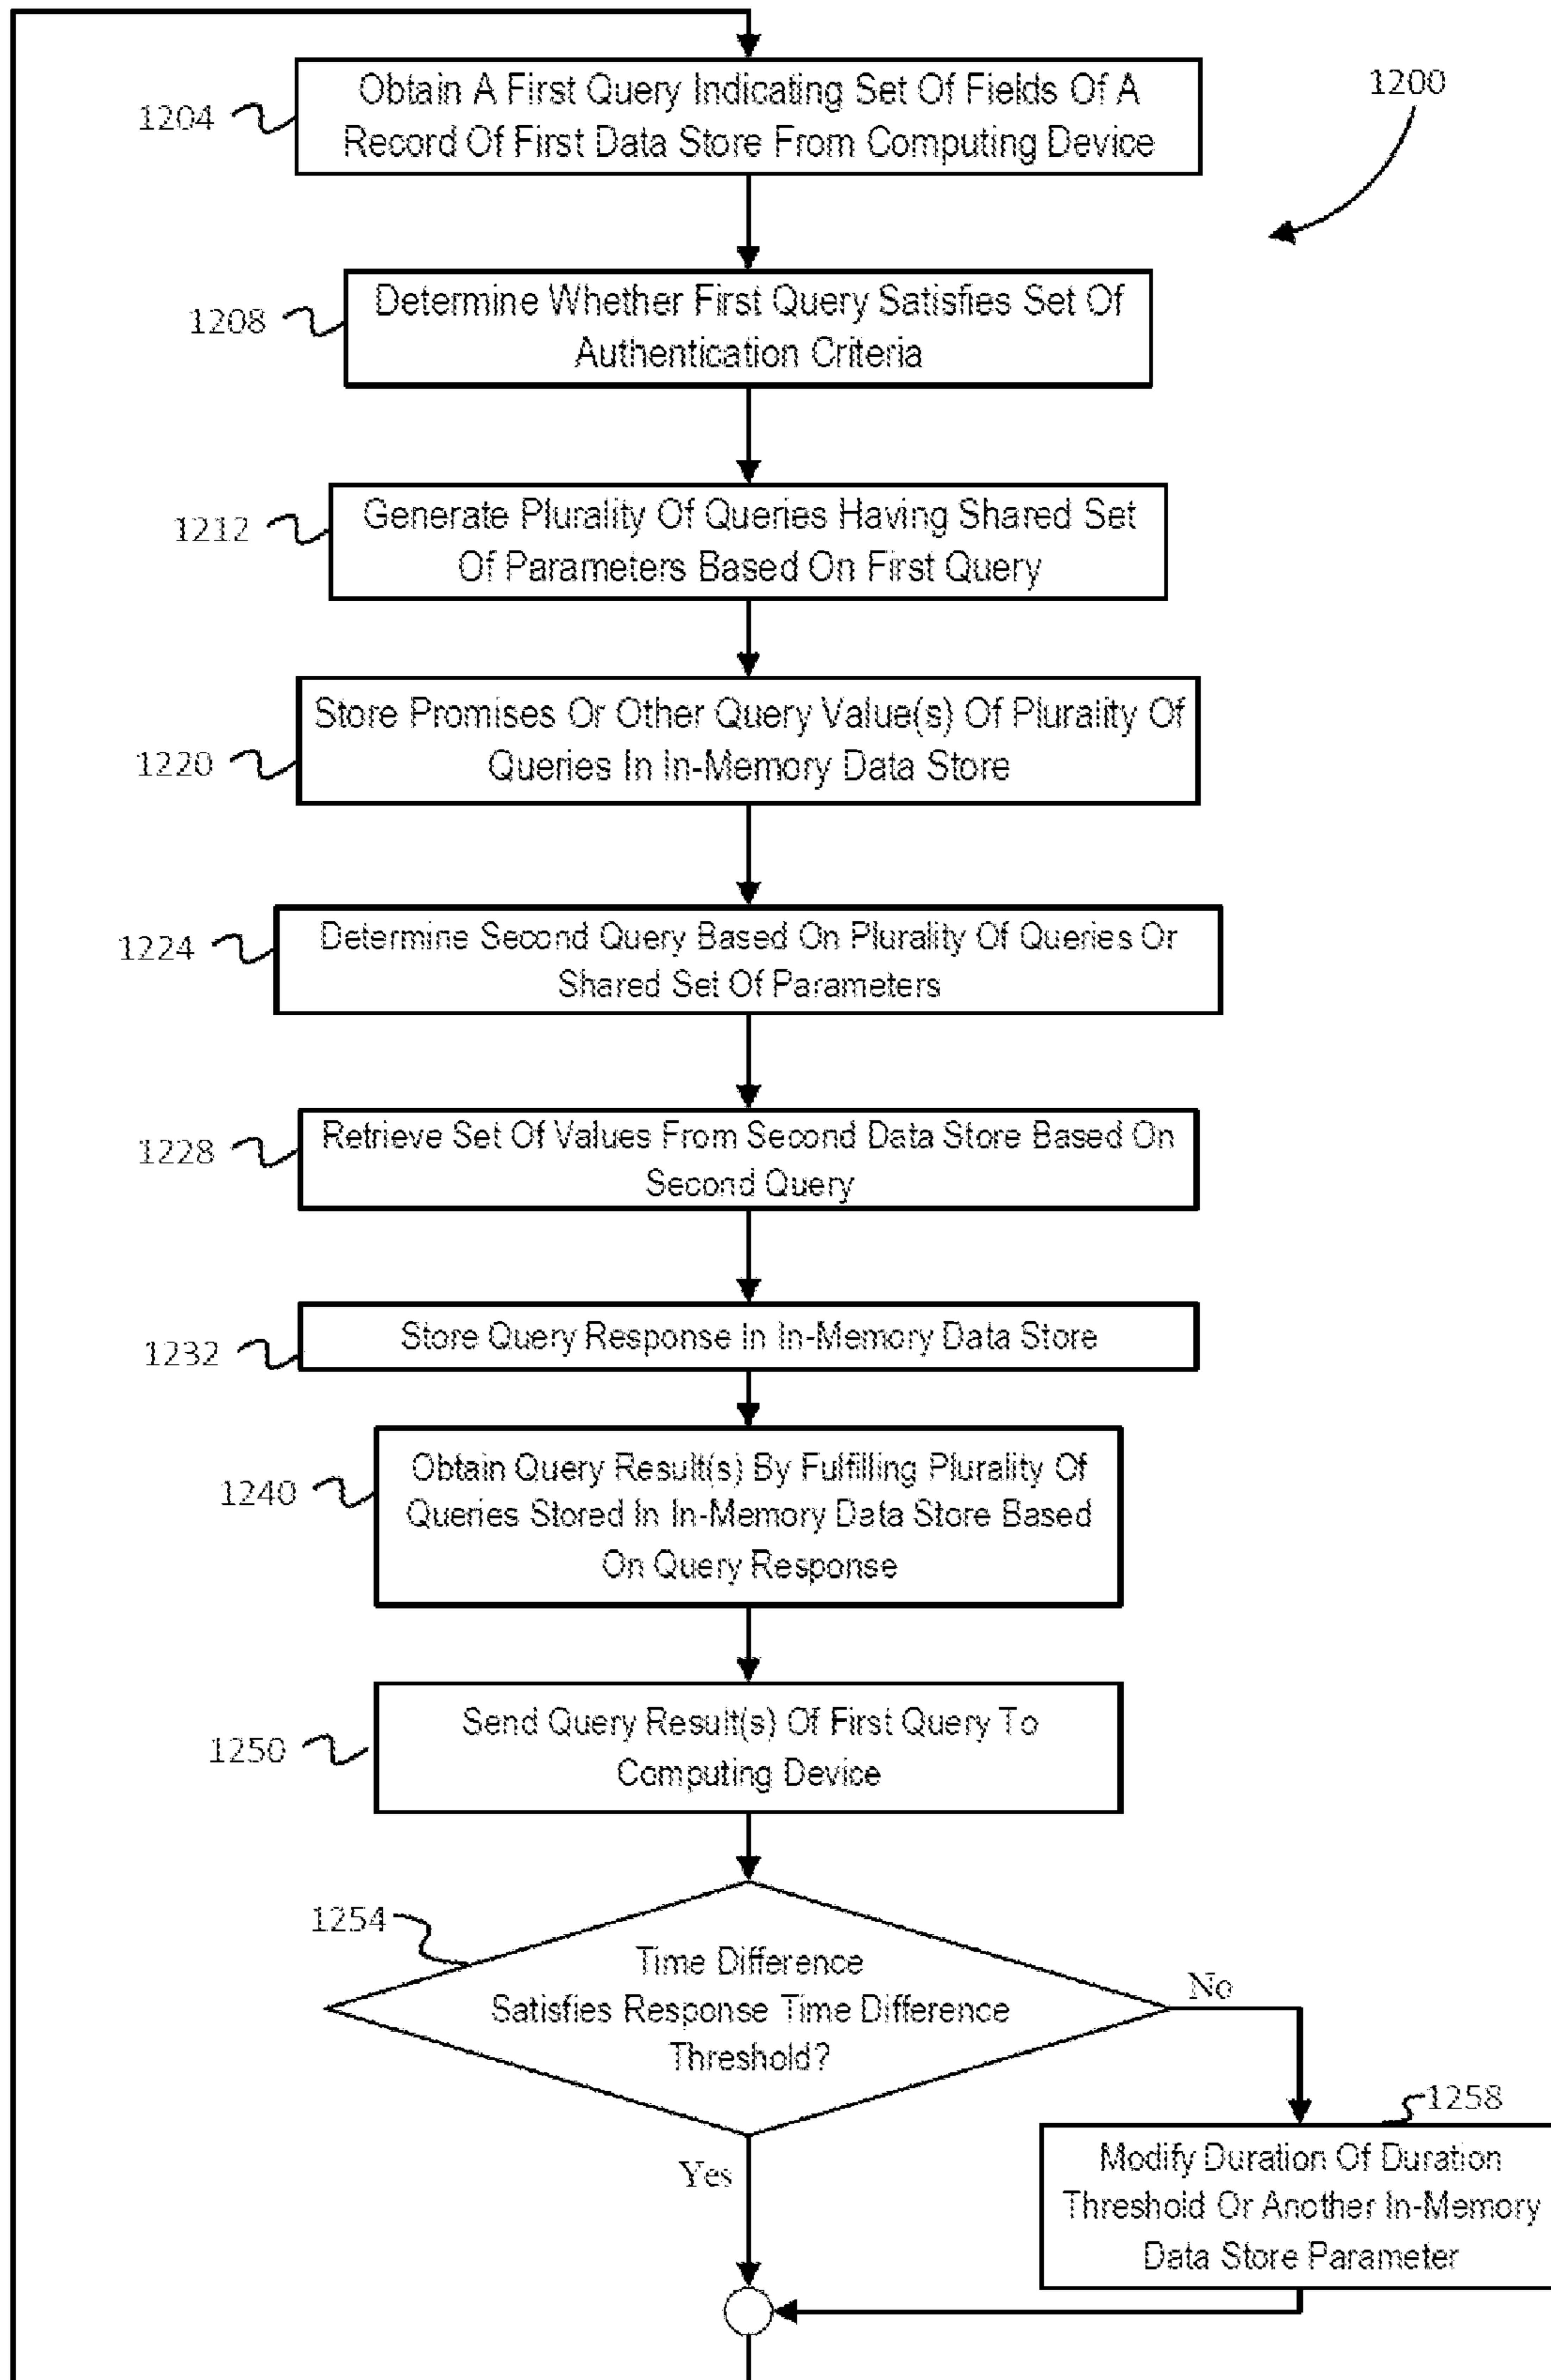 1200
1204
Obtain A First Query Indicating Set Of Fields Of A
Record Of First Data Store From Computing Device
1208
Determine Whether First Query Satisfies Set Of
Authentication Criteria
1212
Generate Plurality Of Queries Having Shared Set
Of Parameters Based On First Query
1220
Store Promises Or Other Query Value(s) Of Plurality Of
Queries In In-Memory Data Store
1224
Determine Second Query Based On Plurality Of Queries Or
Shared Set Of Parameters
1228
Retrieve Set Of Values From Second Data Store Based On
Second Query
1232
Store Query Response in In-Memory Data Store
1240
Obtain Query Result(s) By Fulfilling Plurality Of
Queries Stored In In-Memory Data Store Based
On Query Response
1250
Send Query Result(s) Of First Query To
Computing Device
1254
Time Difference
Satisfies Response Time Difference
Threshold?
No
Yes
1258
Modify Duration Of Duration
Threshold Or Another In-Memory
Data Store Parameter